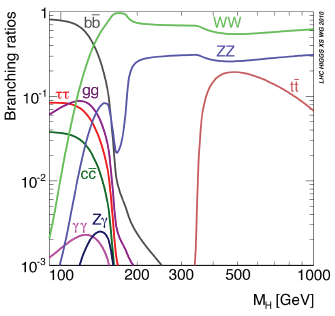 Branching ratios
1
10⁻¹
10⁻²
10⁻³
bb̄
WW
ZZ
ττ
gg
tt̄
cc̄
γγ
Zγ
LHC HIGGS XS WG 2010
100 200 300 500 1000
M_H [GeV]